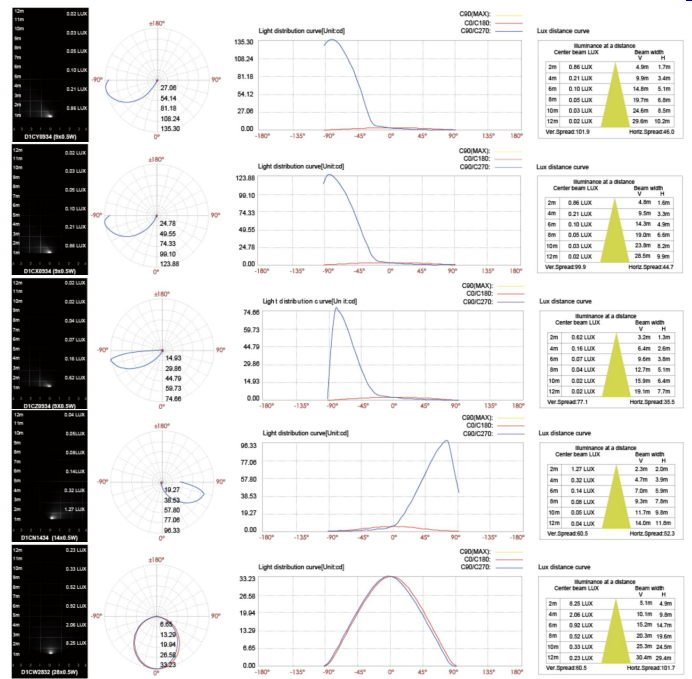 12m 0.02 LUX
11m
10m 0.03 LUX
9m
8m 0.05 LUX
7m
6m 0.10 LUX
5m
4m 0.21 LUX
3m
2m 0.86 LUX
1m
D1CY0934 (9x0.5W)
±180°
-90° 90°
27.06
54.14
81.18
108.24
135.30
0°
C90(MAX):
C0/C180:
C90/C270:
Light distribution curve[Unit:cd]
135.30
108.24
81.18
54.12
27.06
0.00
-180° -135° -90° -45° 0° 45° 90° 135° 180°
Lux distance curve
Illuminance at a distance
Center beam LUX Beam width
V H
2m 0.86 LUX 4.9m 1.7m
4m 0.21 LUX 9.9m 3.4m
6m 0.10 LUX 14.8m 5.1m
8m 0.05 LUX 19.7m 6.8m
10m 0.03 LUX 24.6m 8.5m
12m 0.02 LUX 29.6m 10.2m
Ver.Spread:101.9 Horiz.Spread:46.0
12m 0.02 LUX
11m
10m 0.03 LUX
9m
8m 0.05 LUX
7m
6m 0.10 LUX
5m
4m 0.21 LUX
3m
2m 0.86 LUX
1m
D1CX0934 (9x0.5W)
±180°
-90° 90°
24.78
49.55
74.33
99.10
123.88
0°
C90(MAX):
C0/C180:
C90/C270:
Light distribution curve[Unit:cd]
123.88
99.10
74.33
49.55
24.78
0.00
-180° -135° -90° -45° 0° 45° 90° 135° 180°
Lux distance curve
Illuminance at a distance
Center beam LUX Beam width
V H
2m 0.86 LUX 4.8m 1.6m
4m 0.21 LUX 9.5m 3.3m
6m 0.10 LUX 14.3m 4.9m
8m 0.05 LUX 19.0m 6.6m
10m 0.03 LUX 23.8m 8.2m
12m 0.02 LUX 28.5m 9.9m
Ver.Spread:99.9 Horiz.Spread:44.7
12m 0.02 LUX
11m
10m 0.02 LUX
9m
8m 0.04 LUX
7m
6m 0.07 LUX
5m
4m 0.16 LUX
3m
2m 0.62 LUX
1m
D1CZ0934 (9X0.5W)
±180°
-90° 90°
14.93
29.86
44.79
59.73
74.66
0°
C90(MAX):
C0/C180:
C90/C270:
Light distribution c urve[Un it:cd]
74.66
59.73
44.79
29.86
14.93
0.00
-180° -135° -90° -45° 0° 45° 90° 135° 180°
Lux distance curve
Illuminance at a distance
Center beam LUX Beam width
V H
2m 0.62 LUX 3.2m 1.3m
4m 0.16 LUX 6.4m 2.6m
6m 0.07 LUX 9.6m 3.8m
8m 0.04 LUX 12.7m 5.1m
10m 0.02 LUX 15.9m 6.4m
12m 0.02 LUX 19.1m 7.7m
Ver.Spread:77.1 Horiz.Spread:35.5
12m 0.04 LUX
11m
10m 0.05LUX
9m
8m 0.08LUX
7m
6m 0.14LUX
5m
4m 0.32 LUX
3m
2m 1.27 LUX
1m
D1CN1434 (14x0.5W)
±180°
-90° 90°
19.27
38.53
57.80
77.06
96.33
0°
C90(MAX):
C0/C180:
C90/C270:
Light distribution curve[Unit:cd]
96.33
77.06
57.80
38.53
19.27
0.00
-180° -135° -90° -45° 0° 45° 90° 135° 180°
Lux distance curve
Illuminance at a distance
Center beam LUX Beam width
V H
2m 1.27 LUX 2.3m 2.0m
4m 0.32 LUX 4.7m 3.9m
6m 0.14 LUX 7.0m 5.9m
8m 0.08 LUX 9.3m 7.8m
10m 0.05 LUX 11.7m 9.8m
12m 0.04 LUX 14.0m 11.8m
Ver.Spread:60.5 Horiz.Spread:52.3
12m 0.23 LUX
11m
10m 0.33 LUX
9m
8m 0.52 LUX
7m
6m 0.92 LUX
5m
4m 2.06 LUX
3m
2m 8.25 LUX
1m
D1CW2832 (28x0.5W)
±180°
-90° 90°
6.65
13.29
19.94
26.58
33.23
0°
C90(MAX):
C0/C180:
C90/C270:
Light distribution curve[Unit:cd]
33.23
26.58
19.94
13.29
6.65
0.00
-180° -135° -90° -45° 0° 45° 90° 135° 180°
Lux distance curve
Illuminance at a distance
Center beam LUX Beam width
V H
2m 8.25 LUX 5.1m 4.9m
4m 2.06 LUX 10.1m 9.8m
6m 0.92 LUX 15.2m 14.7m
8m 0.52 LUX 20.3m 19.6m
10m 0.33 LUX 25.3m 24.5m
12m 0.23 LUX 30.4m 29.4m
Ver.Spread:60.5 Horiz.Spread:101.7